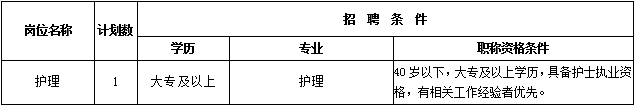 岗位名称 计划数 招 聘 条 件
学历 专业 职称资格条件
护理 1 大专及以上 护理 40岁以下，大专及以上学历，具备护士执业资
格，有相关工作经验者优先。